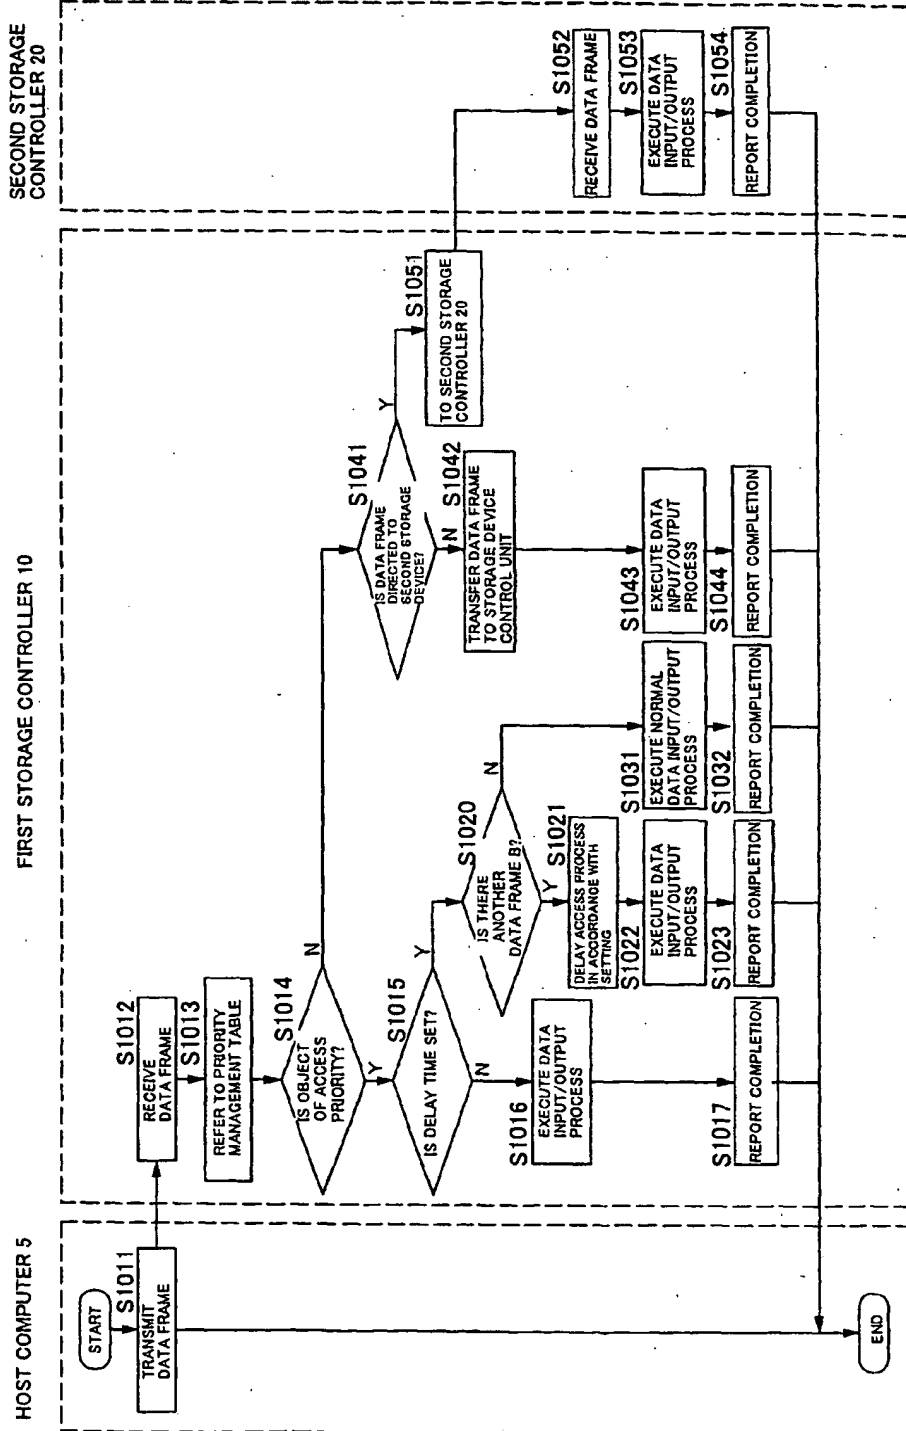 HOST COMPUTER 5
FIRST STORAGE CONTROLLER 10
SECOND STORAGE
CONTROLLER 20
START
S1011
TRANSMIT
DATA FRAME
S1012
RECEIVE
DATA FRAME
S1013
REFER TO PRIORITY
MANAGEMENT TABLE
S1014
IS OBJECT
OF ACCESS
PRIORITY?
N
Y
S1015
IS DELAY TIME SET?
Y
N
S1016
EXECUTE DATA
INPUT/OUTPUT
PROCESS
S1017
REPORT COMPLETION
S1020
IS THERE
ANOTHER
DATA FRAME B?
N
Y
S1021
DELAY ACCESS PROCESS
IN ACCORDANCE WITH
SETTING
S1022
EXECUTE DATA
INPUT/OUTPUT
PROCESS
S1023
REPORT COMPLETION
S1031
EXECUTE NORMAL
DATA INPUT/OUTPUT
PROCESS
S1032
REPORT COMPLETION
S1041
IS DATA FRAME
DIRECTED TO
SECOND STORAGE
DEVICE?
Y
N
S1042
TRANSFER DATA FRAME
TO STORAGE DEVICE
CONTROL UNIT
S1043
EXECUTE DATA
INPUT/OUTPUT
PROCESS
S1044
REPORT COMPLETION
S1051
TO SECOND STORAGE
CONTROLLER 20
S1052
RECEIVE DATA FRAME
S1053
EXECUTE DATA
INPUT/OUTPUT
PROCESS
S1054
REPORT COMPLETION
END